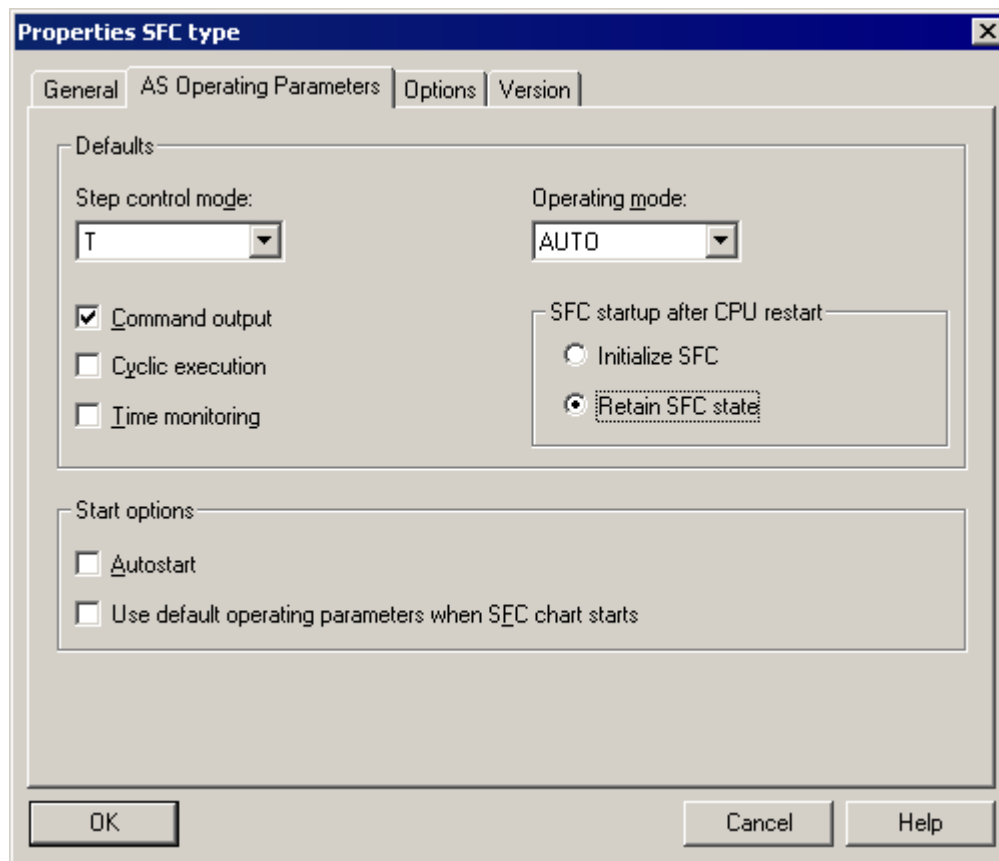 Properties SFC type
General AS Operating Parameters Options Version
Defaults
Step control mode: Operating mode:
T AUTO
Command output
SFC startup after CPU restart
Initialize SFC
Cyclic execution
Retain SFC state
Time monitoring
Start options
Autostart
Use default operating parameters when SFC chart starts
OK Cancel Help